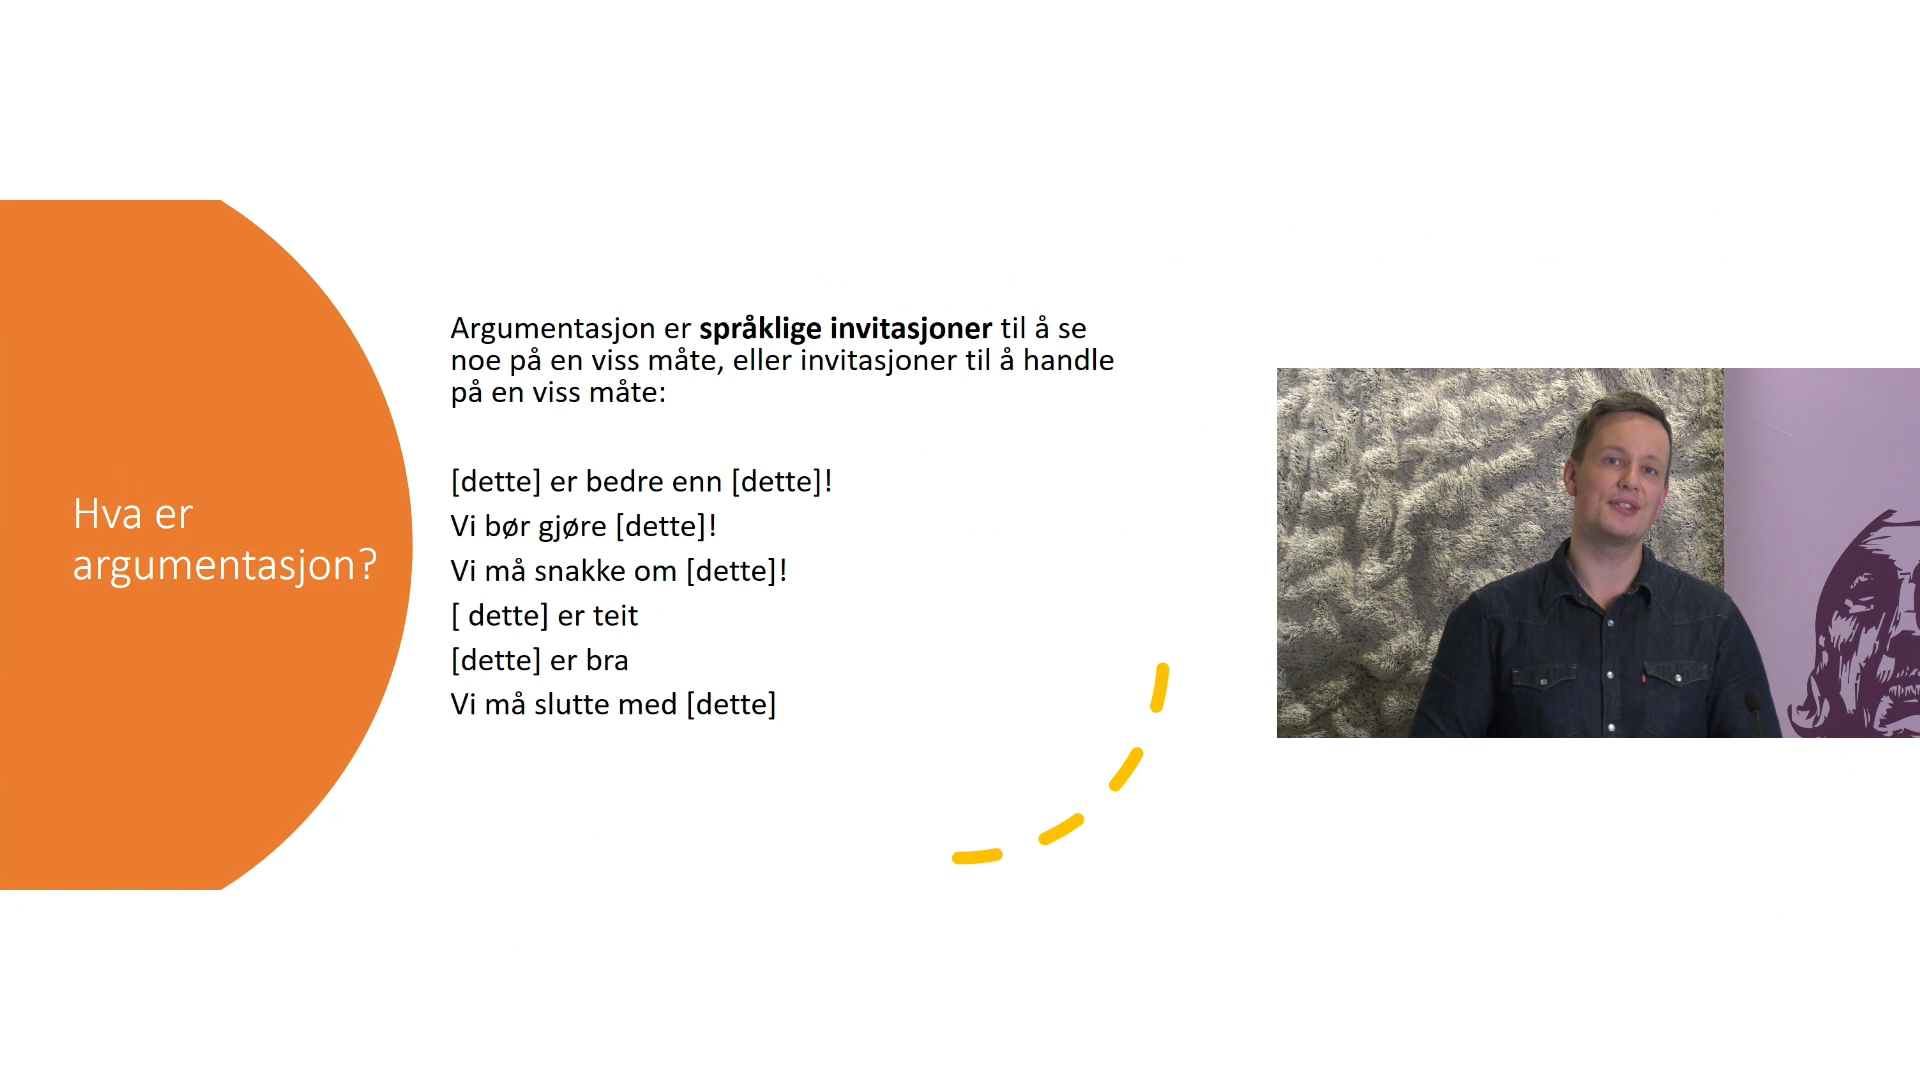 Hva er
argumentasjon?
Argumentasjon er språklige invitasjoner til å se
noe på en viss måte, eller invitasjoner til å handle
på en viss måte:
[dette] er bedre enn [dette]!
Vi bør gjøre [dette]!
Vi må snakke om [dette]!
[ dette] er teit
[dette] er bra
Vi må slutte med [dette]